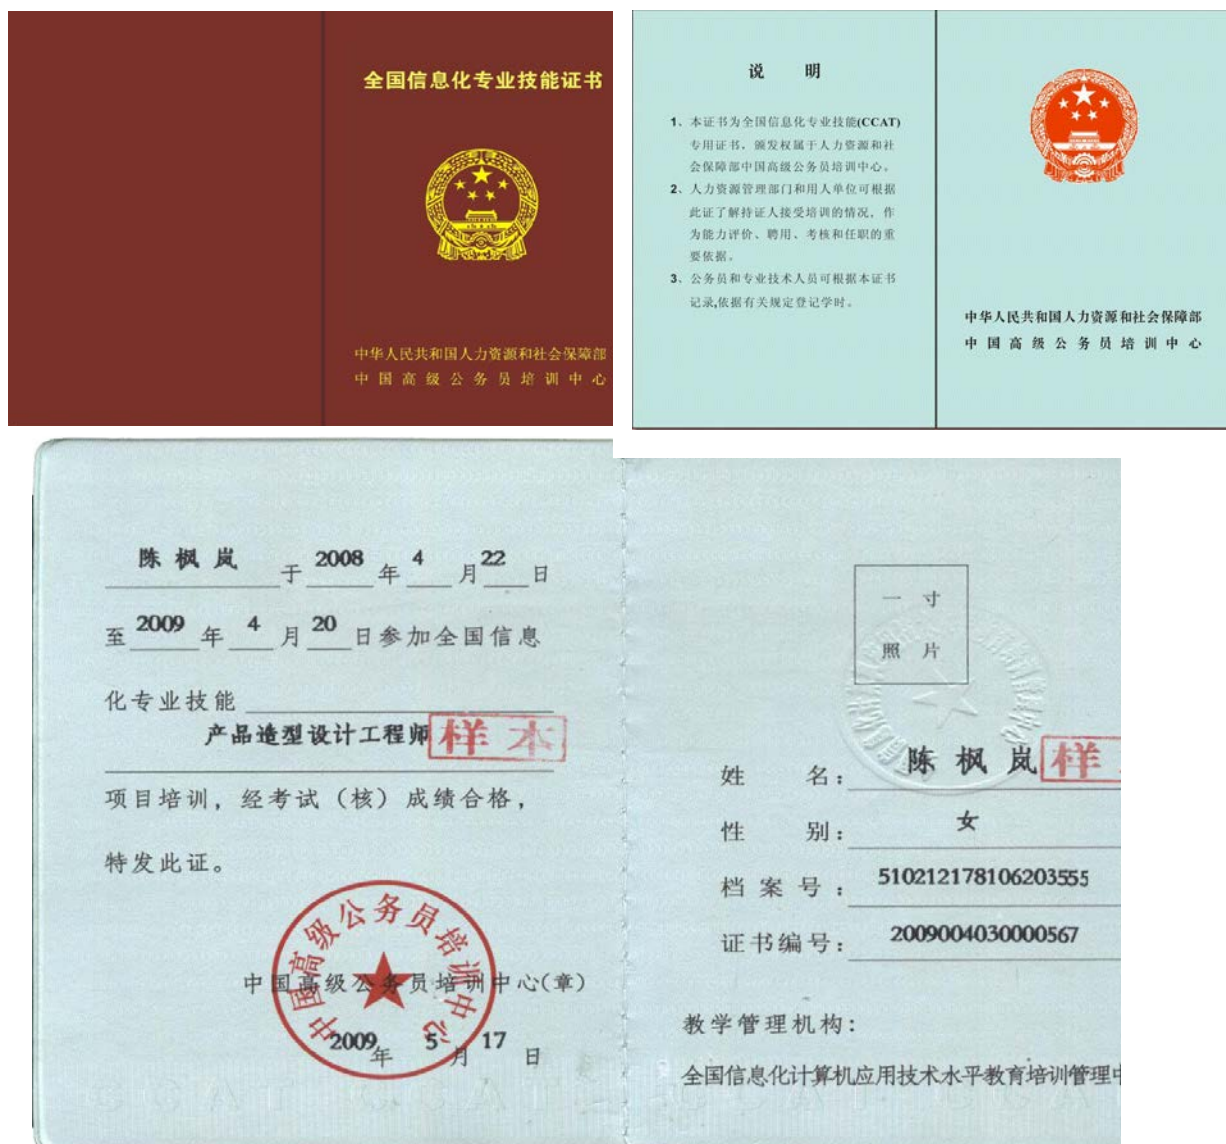 全国信息化专业技能证书
中华人民共和国人力资源和社会保障部
中国高级公务员培训中心
说 明
1、本证书为全国信息化专业技能(CCAT)
专用证书，颁发权属于人力资源和社
会保障部中国高级公务员培训中心。
2、人力资源管理部门和用人单位可根据
此证了解持证人接受培训的情况，作
为能力评价、聘用、考核和任职的重
要依据。
3、公务员和专业技术人员可根据本证书
记录,依据有关规定登记学时。
中华人民共和国人力资源和社会保障部
中国高级公务员培训中心
陈枫岚 于 2008 年 4 月 22 日
至 2009 年 4 月 20 日参加全国信息
化专业技能
产品造型设计工程师 样本
项目培训，经考试（核）成绩合格，
特发此证。
中国高级公务员培训中心
中国高级公务员培训中心(章)
2009 年 5 月 17 日
一寸
照片
姓 名：陈枫岚 样
性 别：女
档案号：510212178106203555
证书编号：2009004030000567
教学管理机构：
全国信息化计算机应用技术水平教育培训管理中